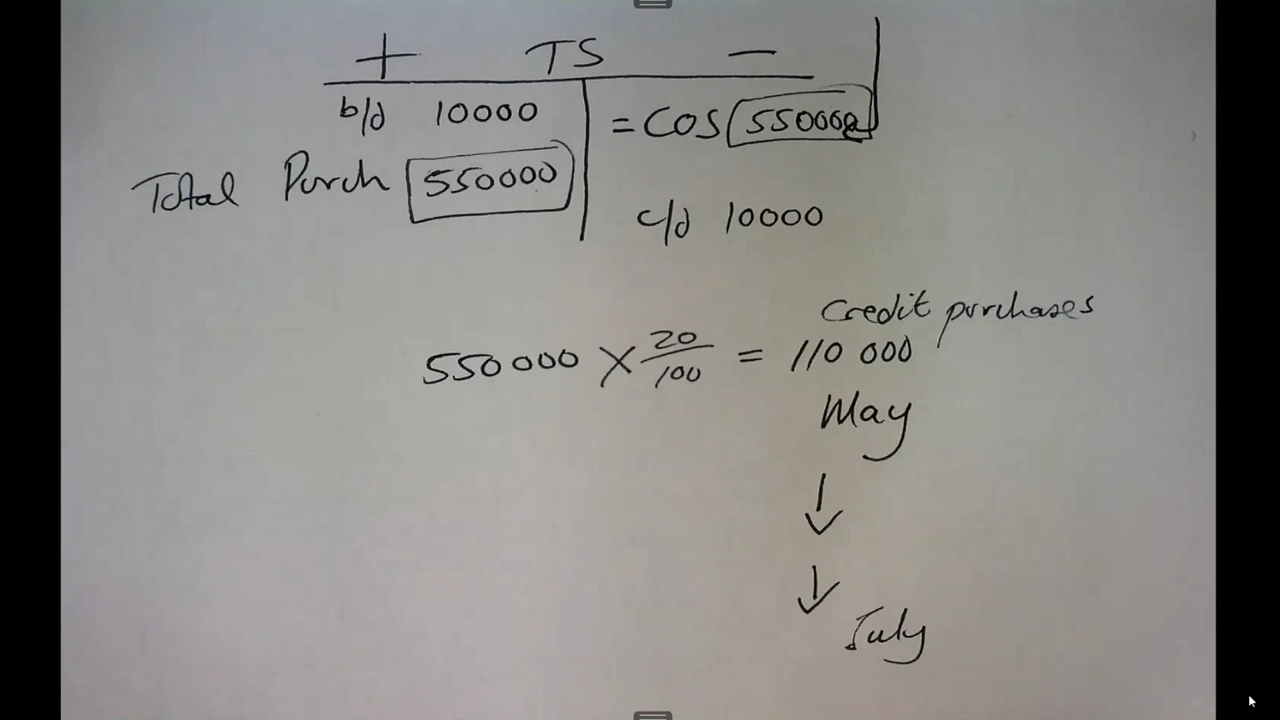 + TS −
b/d 10000 = COS 550000
Total Purch 550000
c/d 10000
Credit purchases
550000 × 20/100 = 110 000
May
↓
↓
July